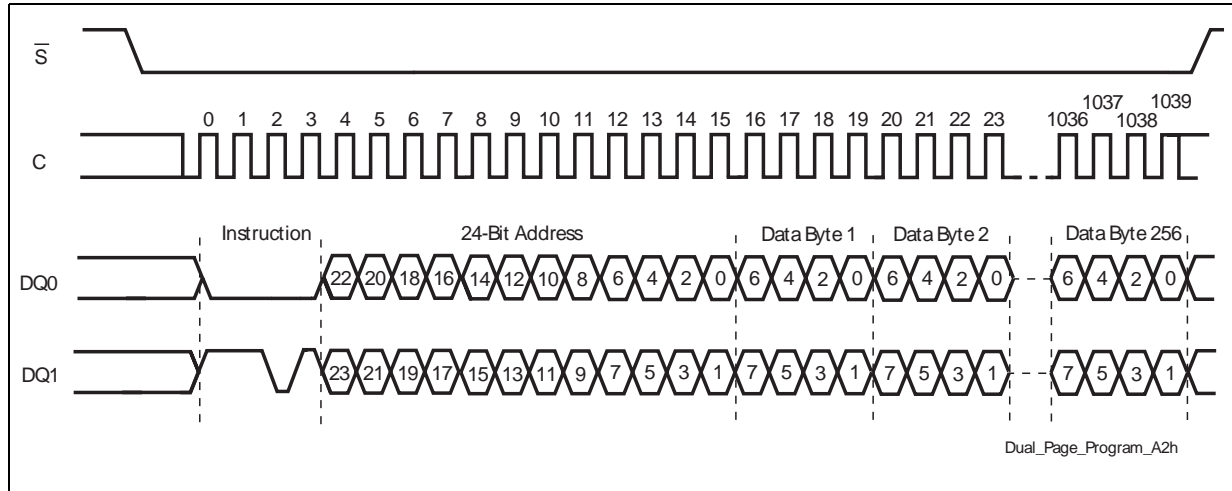 S
0 1 2 3 4 5 6 7 8 9 10 11 12 13 14 15 16 17 18 19 20 21 22 23 1036 1037 1038 1039
C
Instruction 24-Bit Address Data Byte 1 Data Byte 2 Data Byte 256
DQ0 22 20 18 16 14 12 10 8 6 4 2 0 6 4 2 0 6 4 2 0 6 4 2 0
DQ1 23 21 19 17 15 13 11 9 7 5 3 1 7 5 3 1 7 5 3 1 7 5 3 1
Dual_Page_Program_A2h